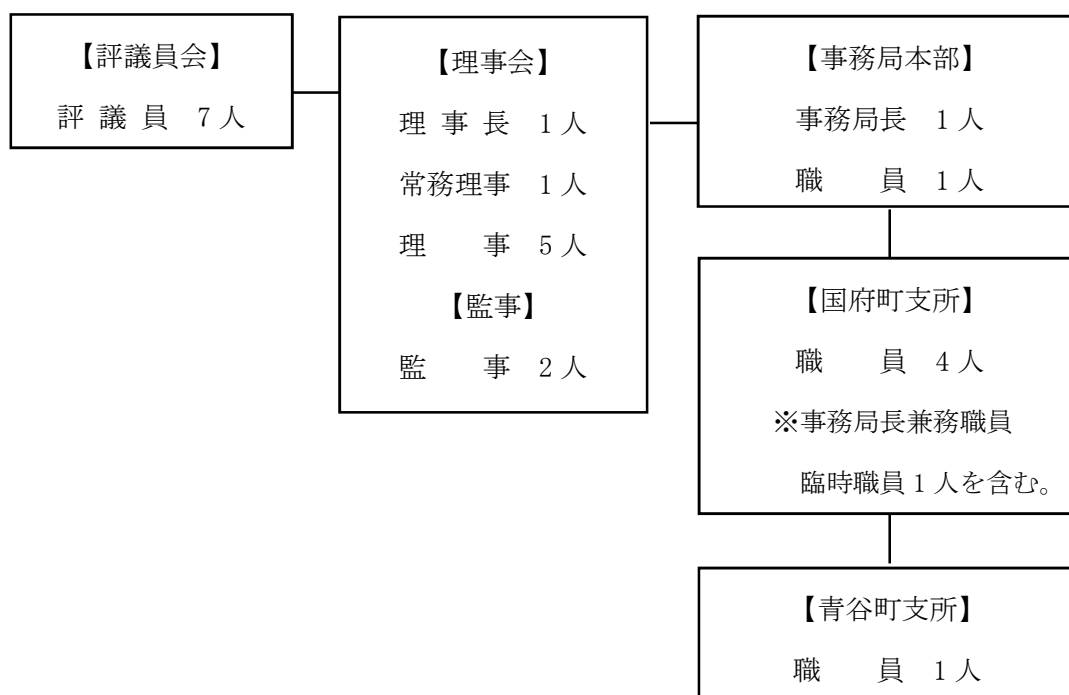 【評議員会】
評 議 員　7人
【理事会】
理 事 長　1人
常務理事　1人
理　　事　5人
【監事】
監　　事　2人
【事務局本部】
事務局長　1人
職　　員　1人
【国府町支所】
職　　員　4人
※事務局長兼務職員
臨時職員1人を含む。
【青谷町支所】
職　　員　1人